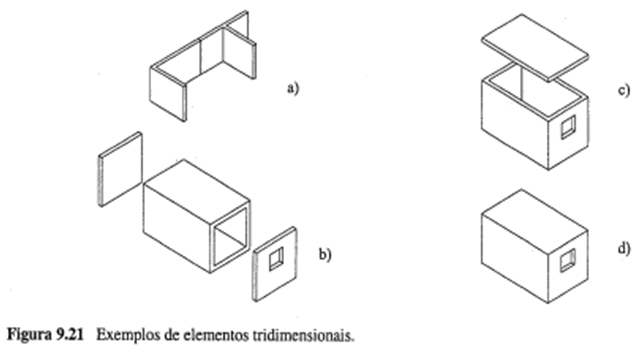 a)
c)
b)
d)
Figura 9.21 Exemplos de elementos tridimensionais.